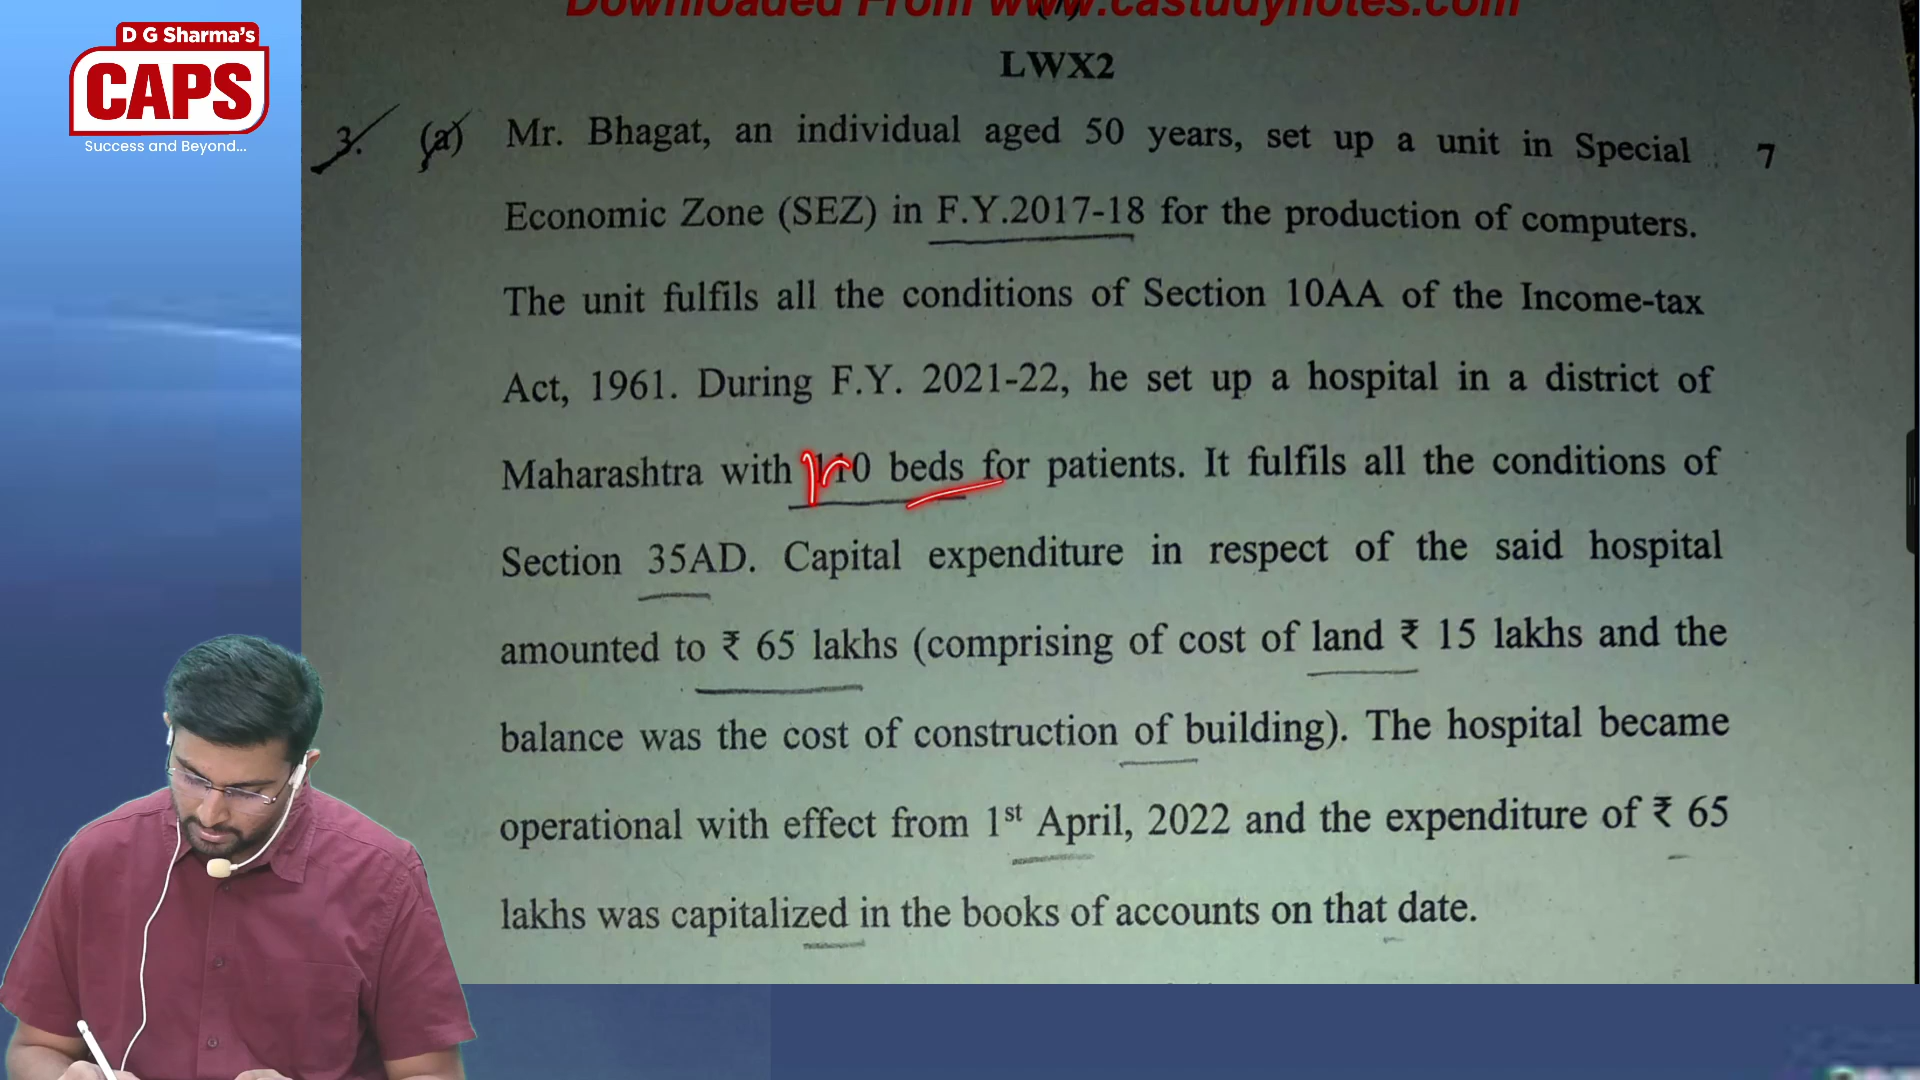 Downloaded From www.castudynotes.com
LWX2
D G Sharma's
CAPS
Success and Beyond...
3. (a) Mr. Bhagat, an individual aged 50 years, set up a unit in Special 7
Economic Zone (SEZ) in F.Y.2017-18 for the production of computers.
The unit fulfils all the conditions of Section 10AA of the Income-tax
Act, 1961. During F.Y. 2021-22, he set up a hospital in a district of
Maharashtra with 110 beds for patients. It fulfils all the conditions of
Section 35AD. Capital expenditure in respect of the said hospital
amounted to ₹ 65 lakhs (comprising of cost of land ₹ 15 lakhs and the
balance was the cost of construction of building). The hospital became
operational with effect from 1st April, 2022 and the expenditure of ₹ 65
lakhs was capitalized in the books of accounts on that date.